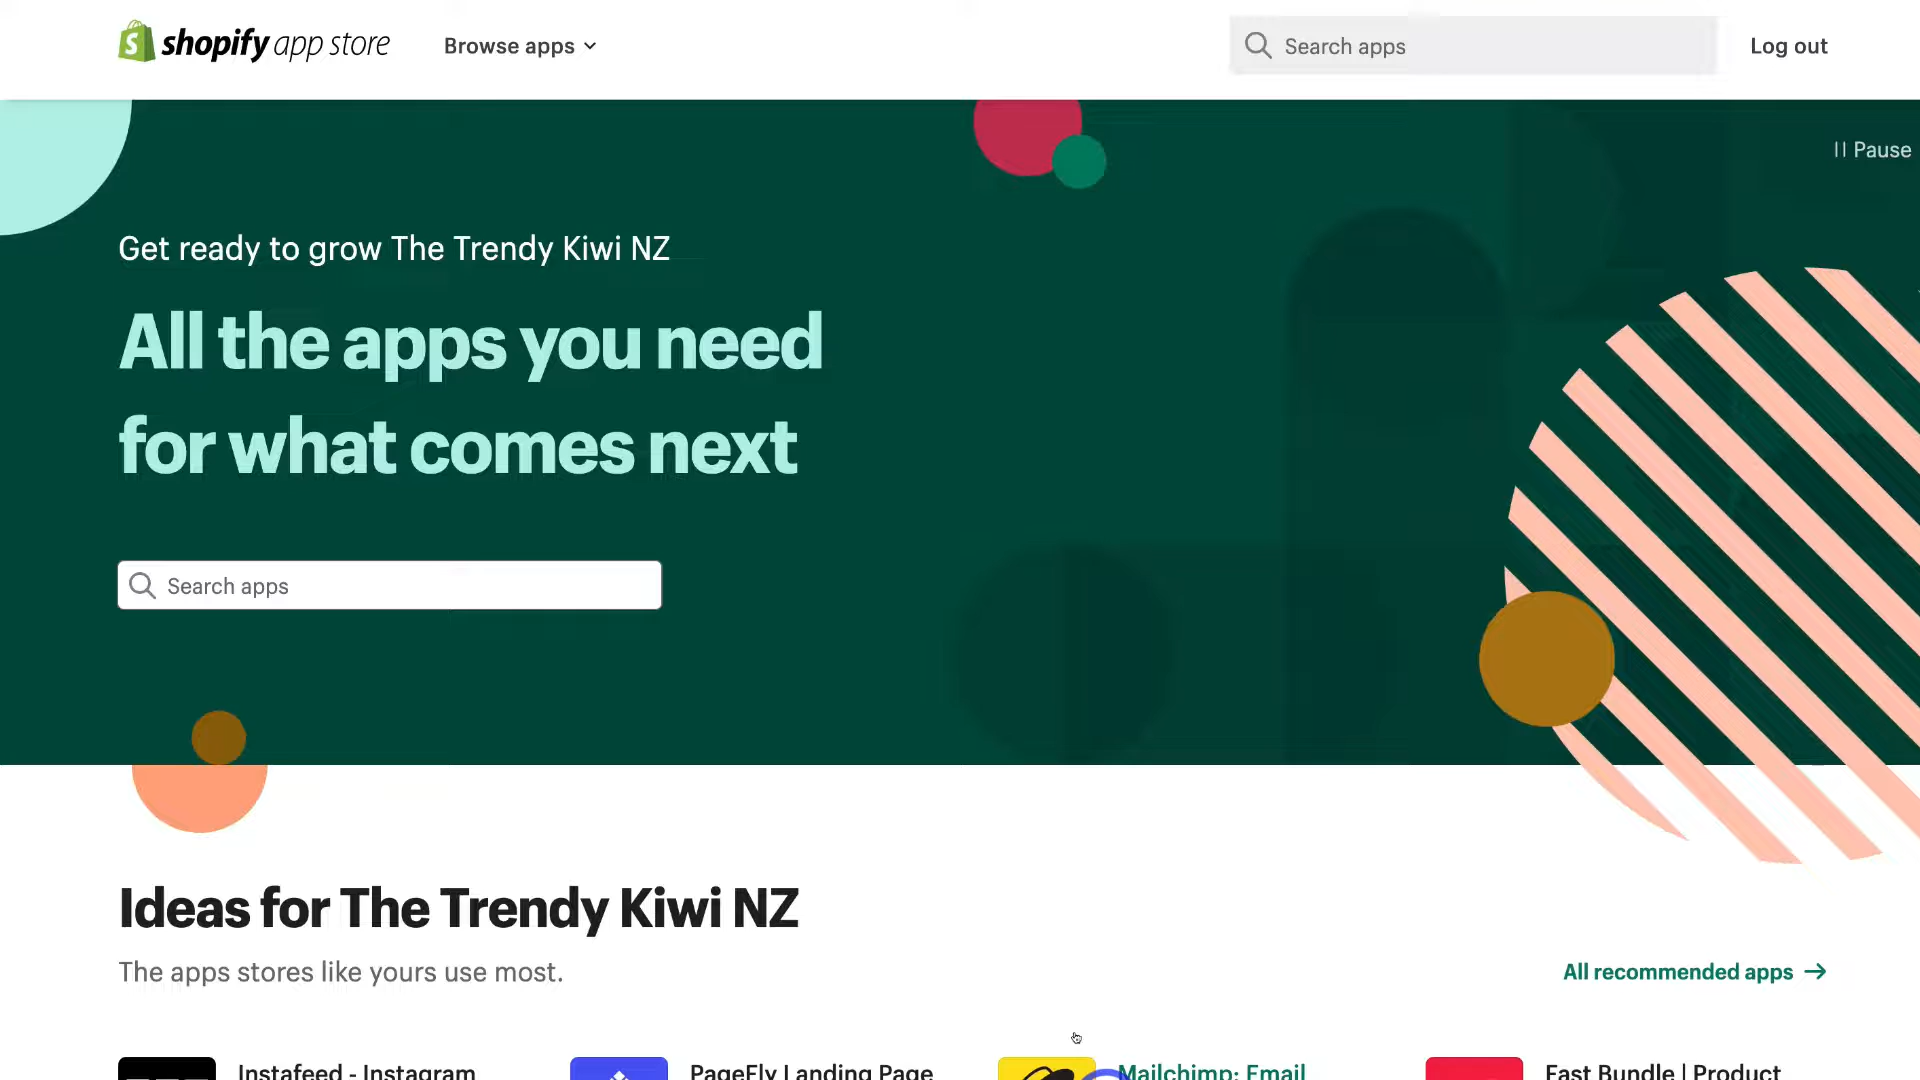 shopify app store
Browse apps
Search apps
Log out
Pause
Get ready to grow The Trendy Kiwi NZ
All the apps you need
for what comes next
Search apps
Ideas for The Trendy Kiwi NZ
The apps stores like yours use most.
All recommended apps →
Instafeed - Instagram
PageFly Landing Page
Mailchimp: Email
Fast Bundle | Product